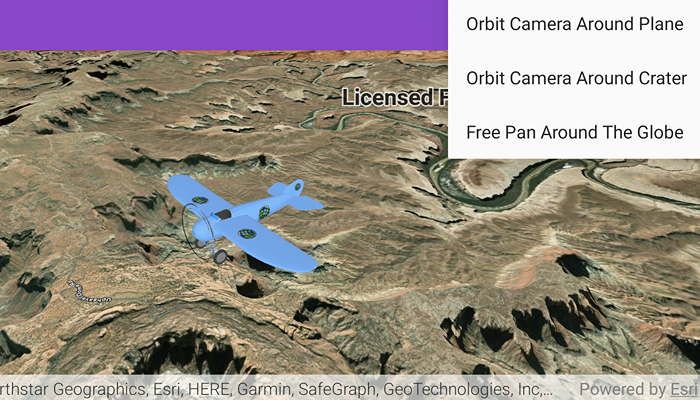 Orbit Camera Around Plane
Orbit Camera Around Crater
Free Pan Around The Globe
Licensed F
rthstar Geographics, Esri, HERE, Garmin, SafeGraph, GeoTechnologies, Inc,... Powered by Esri